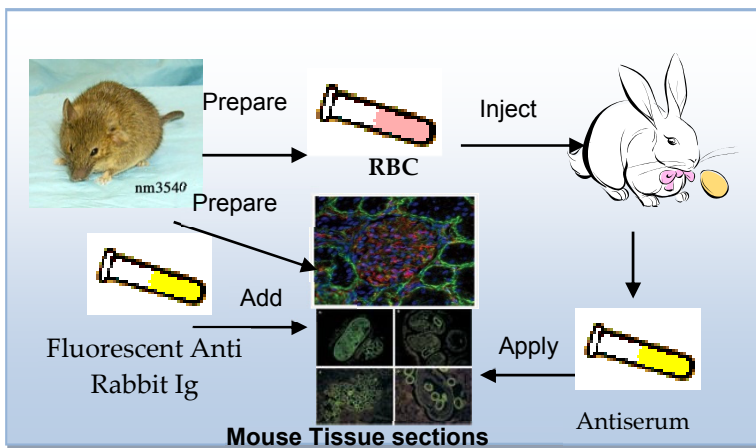 Prepare
RBC
Inject
nm3540
Prepare
Fluorescent Anti
Rabbit Ig
Add
Apply
Antiserum
Mouse Tissue sections